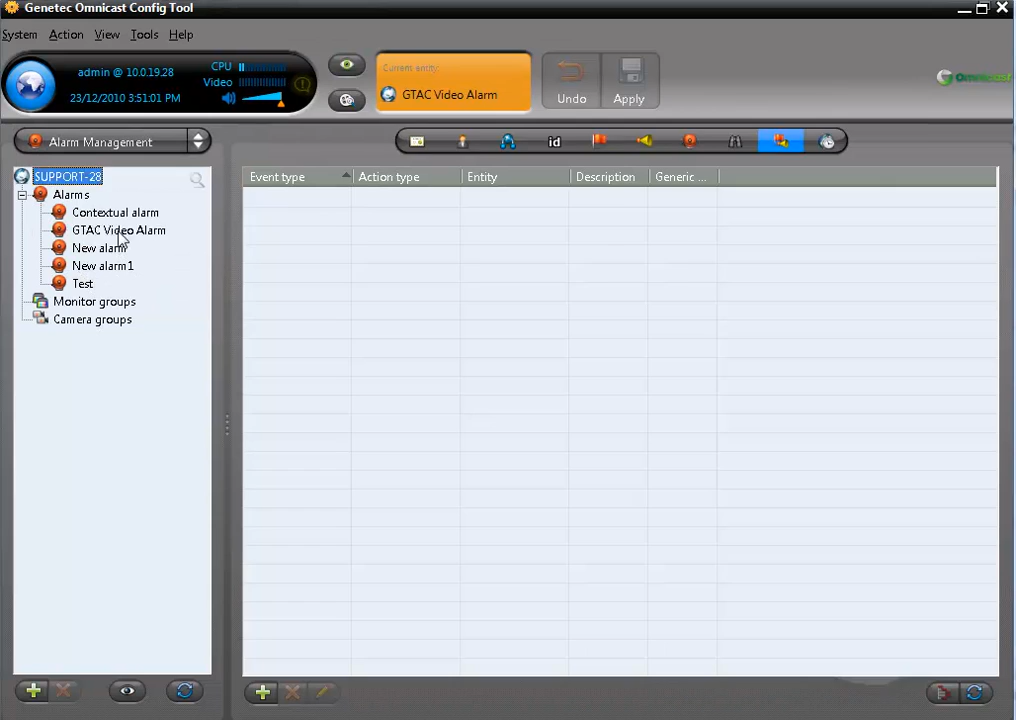 Genetec Omnicast Config Tool
System Action View Tools Help
CPU
admin @ 10.0.19.28
Video
23/12/2010 3:51:01 PM
Current entity:
GTAC Video Alarm
Undo
Apply
Omnicast
Alarm Management
id
SUPPORT-28
Alarms
Contextual alarm
GTAC Video Alarm
New alarm
New alarm1
Test
Monitor groups
Camera groups
Event type Action type Entity Description Generic ...